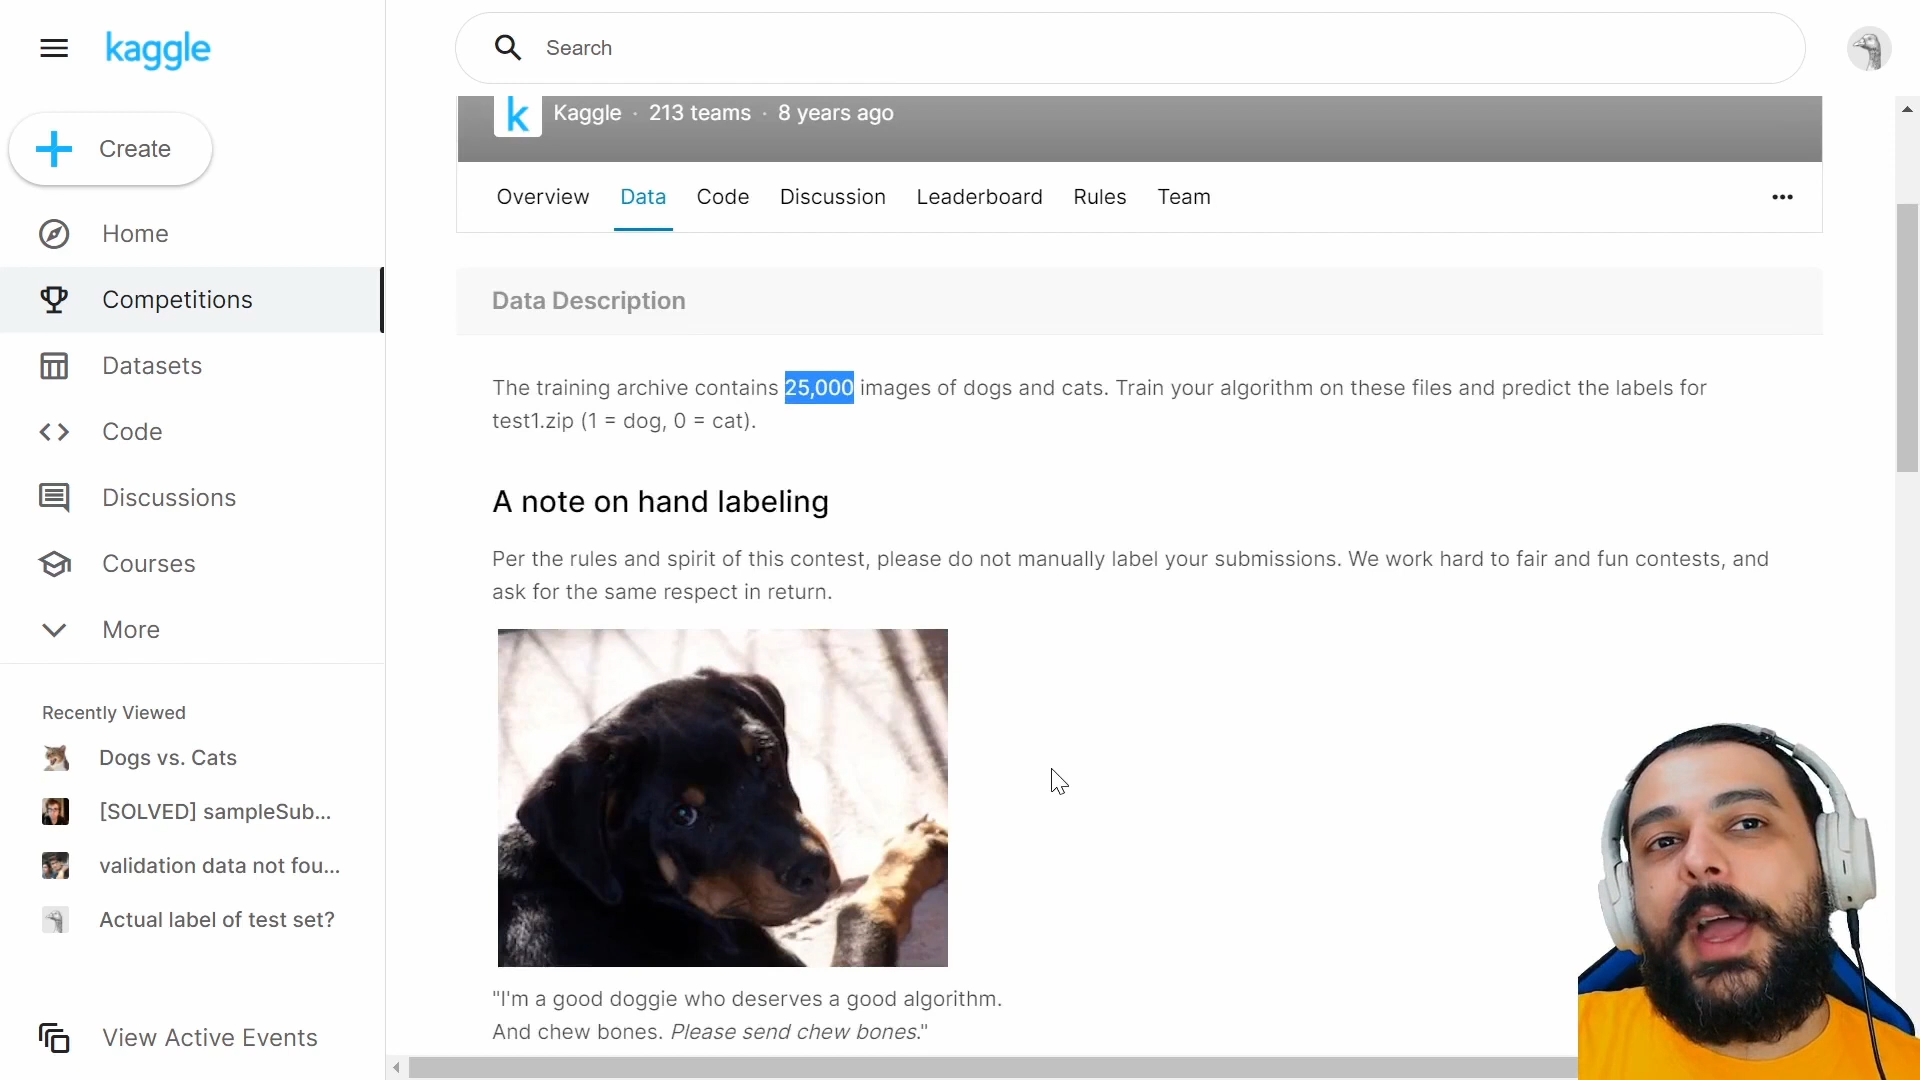 kaggle
Search
Create
Home
Competitions
Datasets
Code
Discussions
Courses
More
Recently Viewed
Dogs vs. Cats
[SOLVED] sampleSub...
validation data not fou...
Actual label of test set?
View Active Events
k Kaggle · 213 teams · 8 years ago
Overview Data Code Discussion Leaderboard Rules Team
Data Description
The training archive contains 25,000 images of dogs and cats. Train your algorithm on these files and predict the labels for
test1.zip (1 = dog, 0 = cat).
A note on hand labeling
Per the rules and spirit of this contest, please do not manually label your submissions. We work hard to fair and fun contests, and
ask for the same respect in return.
"I'm a good doggie who deserves a good algorithm.
And chew bones. Please send chew bones."